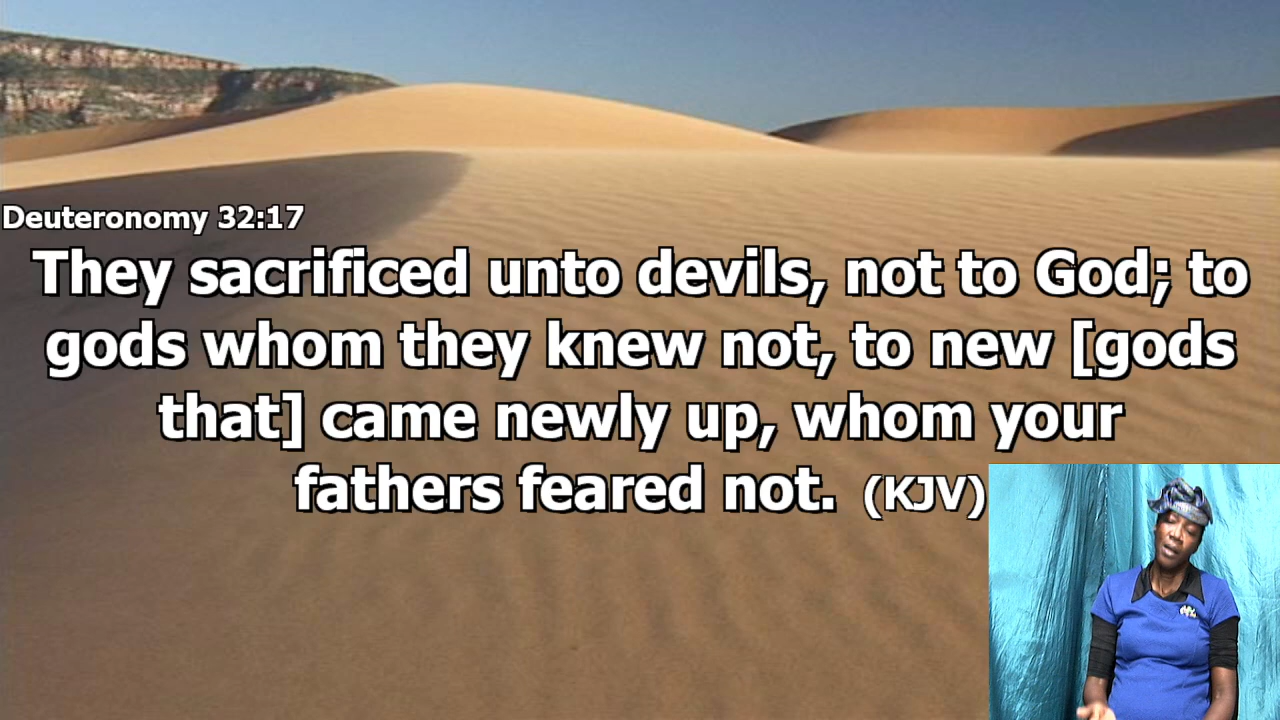 Deuteronomy 32:17
They sacrificed unto devils, not to God; to
gods whom they knew not, to new [gods
that] came newly up, whom your
fathers feared not. (KJV)